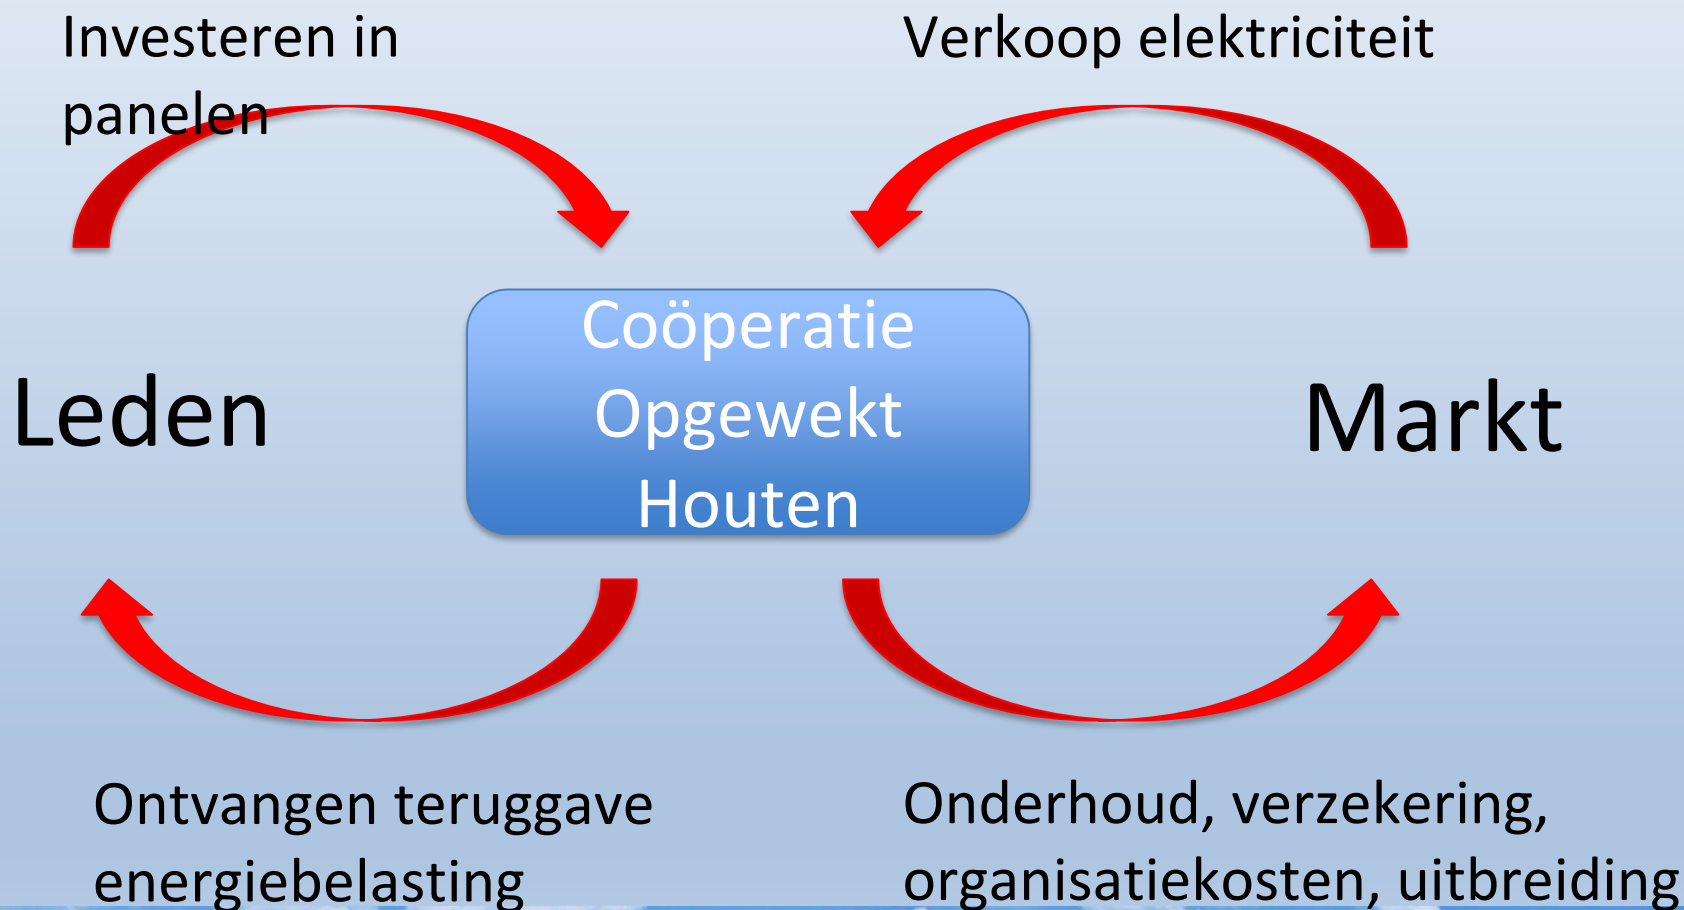 Investeren in
panelen
Verkoop elektriciteit
Coöperatie
Opgewekt
Houten
Leden
Markt
Ontvangen teruggave
energiebelasting
Onderhoud, verzekering,
organisatiekosten, uitbreiding